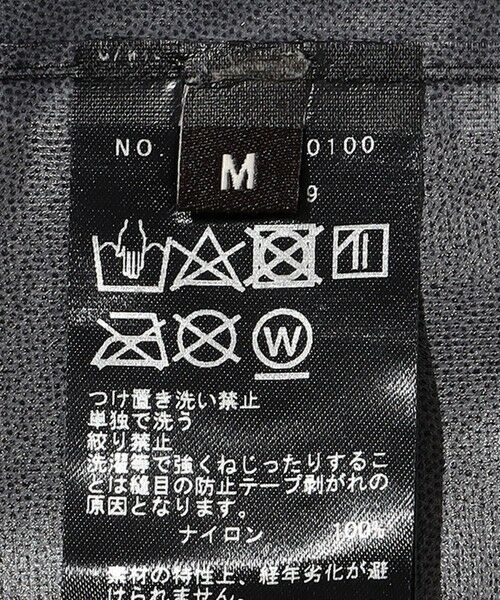 NO. 0100
M
9
W
つけ置き洗い禁止
単独で洗う
絞り禁止
洗濯等で強くねじったりするこ
とは縫目の防止テープ剥がれの
原因となります。
ナイロン 100%
素材の特性上、経年劣化が避
けられません。